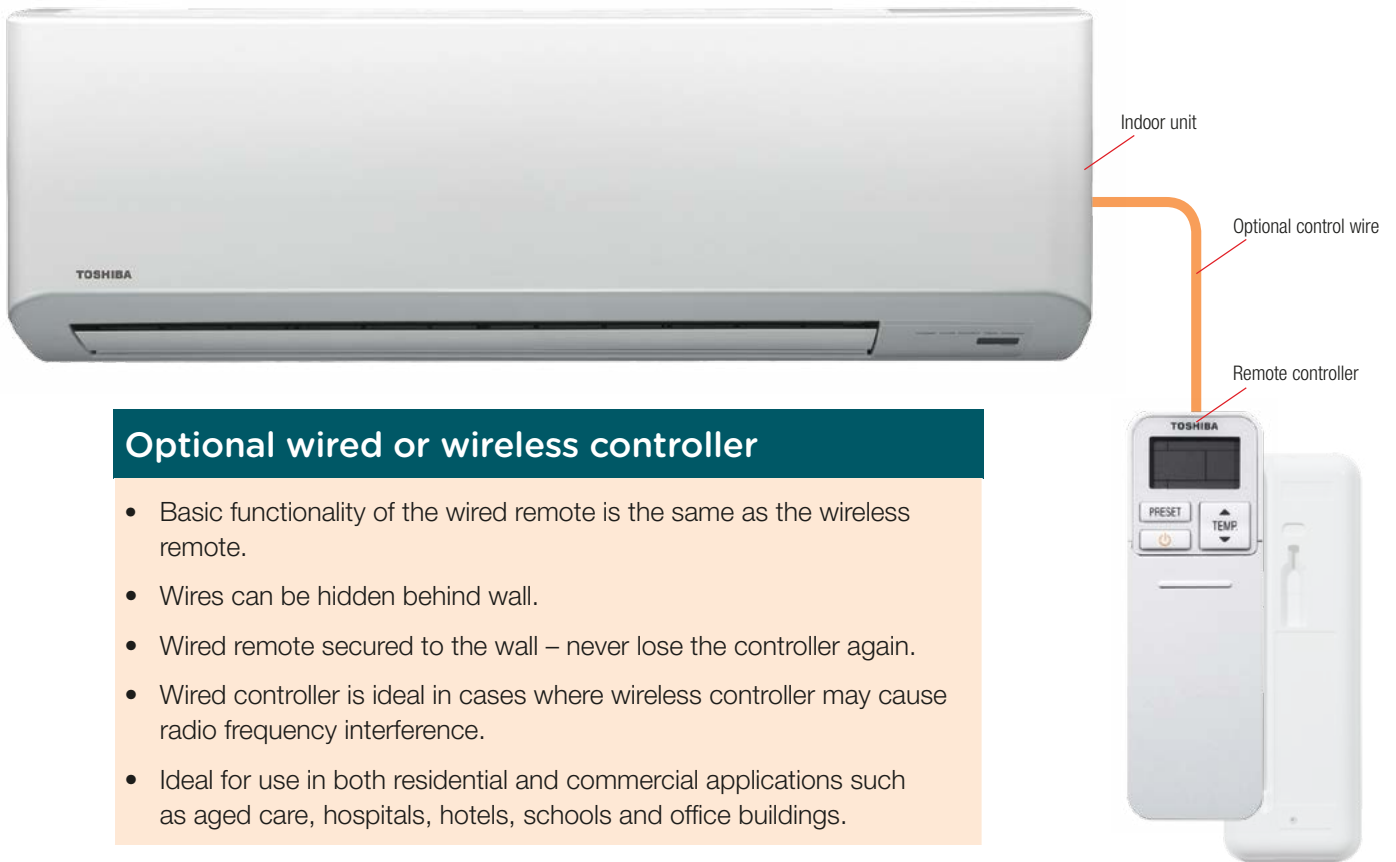 Indoor unit
Optional control wire
TOSHIBA
Remote controller
TOSHIBA
PRESET
TEMP.
Optional wired or wireless controller
• Basic functionality of the wired remote is the same as the wireless
remote.
• Wires can be hidden behind wall.
• Wired remote secured to the wall – never lose the controller again.
• Wired controller is ideal in cases where wireless controller may cause
radio frequency interference.
• Ideal for use in both residential and commercial applications such
as aged care, hospitals, hotels, schools and office buildings.